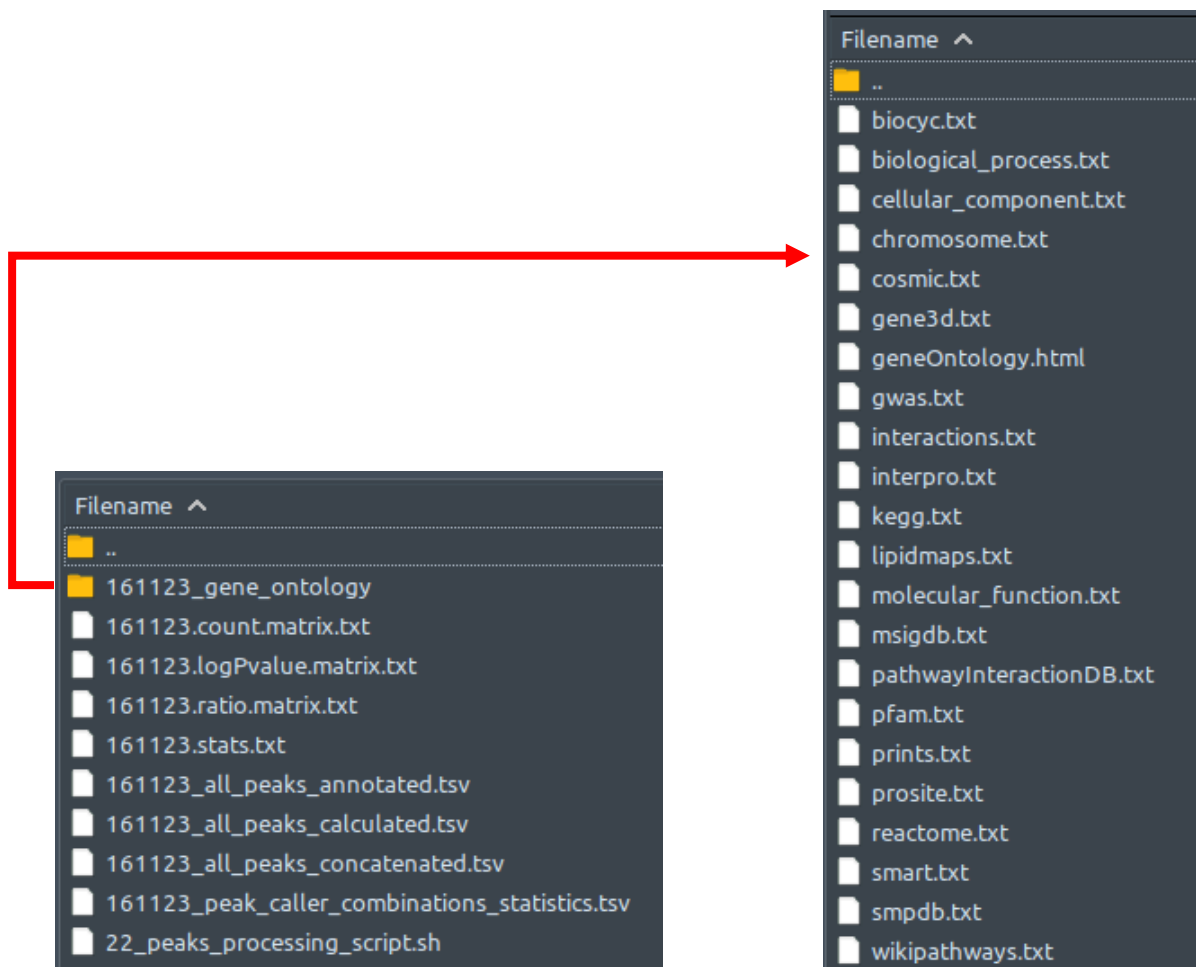 Filename
..
161123_gene_ontology
161123.count.matrix.txt
161123.logPvalue.matrix.txt
161123.ratio.matrix.txt
161123.stats.txt
161123_all_peaks_annotated.tsv
161123_all_peaks_calculated.tsv
161123_all_peaks_concatenated.tsv
161123_peak_caller_combinations_statistics.tsv
22_peaks_processing_script.sh
Filename
..
biocyc.txt
biological_process.txt
cellular_component.txt
chromosome.txt
cosmic.txt
gene3d.txt
geneOntology.html
gwas.txt
interactions.txt
interpro.txt
kegg.txt
lipidmaps.txt
molecular_function.txt
msigdb.txt
pathwayInteractionDB.txt
pfam.txt
prints.txt
prosite.txt
reactome.txt
smart.txt
smpdb.txt
wikipathways.txt